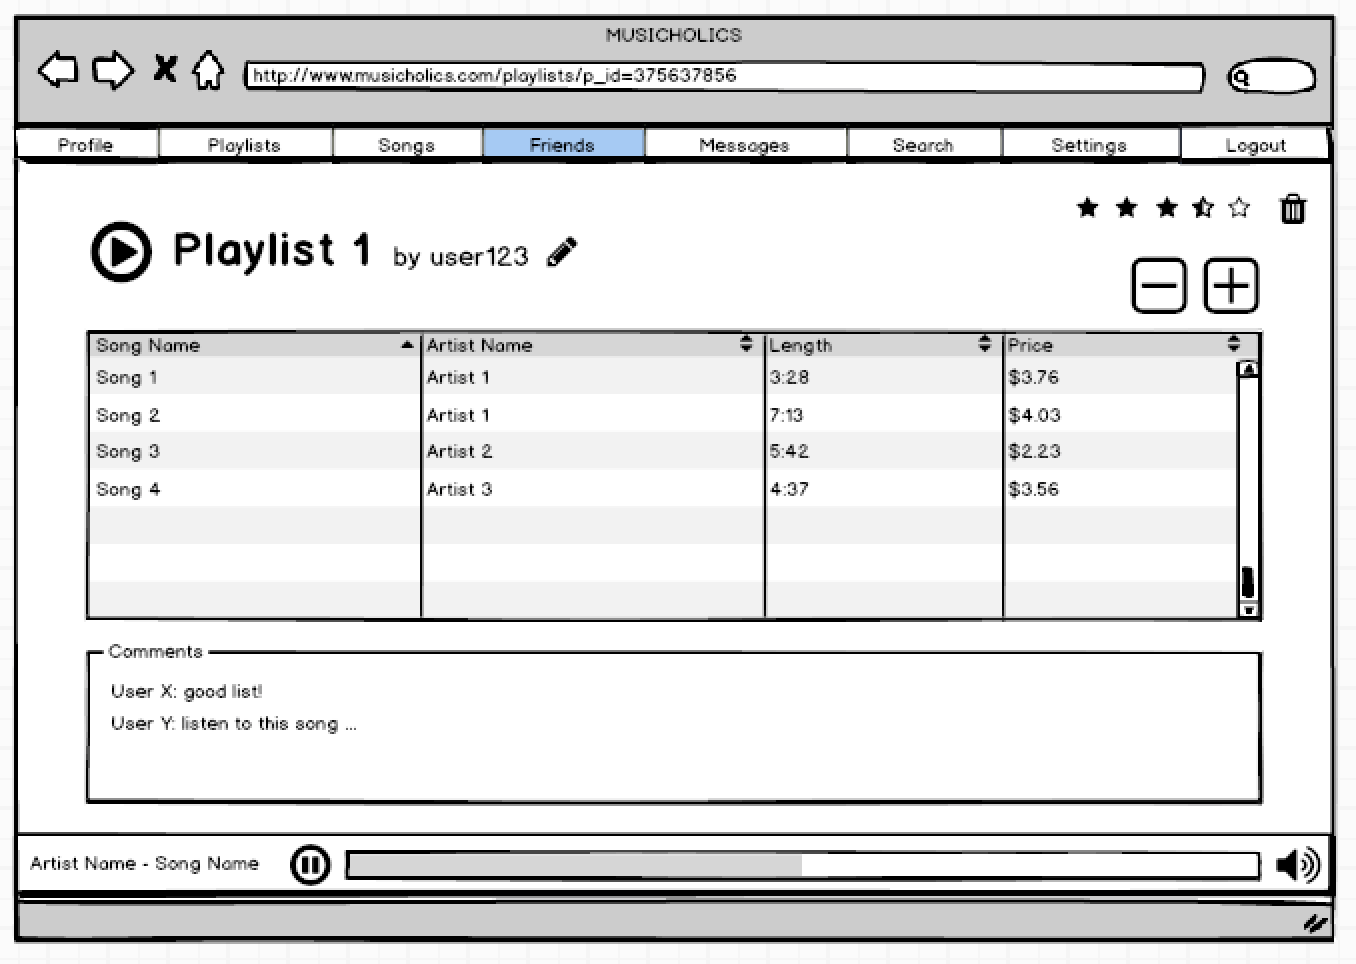 MUSICHOLICS
http://www.musicholics.com/playlists/p_id=375637856
Profile Playlists Songs Friends Messages Search Settings Logout
Playlist 1 by user123
Song Name Artist Name Length Price
Song 1 Artist 1 3:28 $3.76
Song 2 Artist 1 7:13 $4.03
Song 3 Artist 2 5:42 $2.23
Song 4 Artist 3 4:37 $3.56
Comments
User X: good list!
User Y: listen to this song ...
Artist Name - Song Name